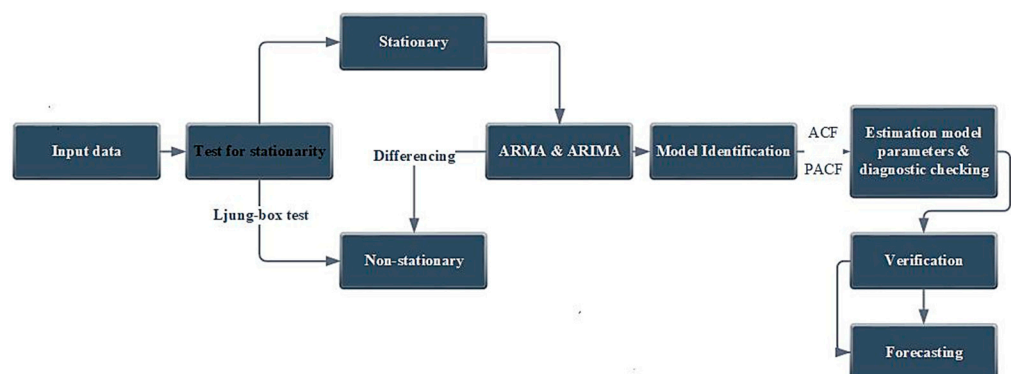 Stationary
Input data
Test for stationarity
Differencing
ARMA & ARIMA
Model Identification
ACF
PACF
Estimation model
parameters &
diagnostic checking
Ljung-box test
Non-stationary
Verification
Forecasting